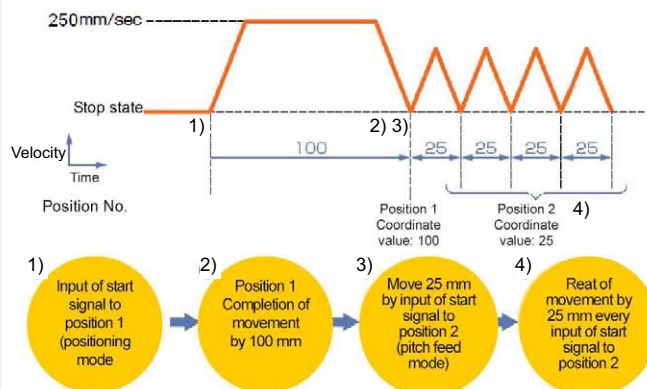 250mm/sec
Stop state
1)
2) 3)
Velocity
Time
100
25
25
25
25
Position No.
Position 1
Coordinate
value: 100
Position 2
Coordinate
value: 25
4)
1)
Input of start
signal to
position 1
(positioning
mode
2)
Position 1
Completion of
movement
by 100 mm
3)
Move 25 mm
by input of start
signal to
position 2
(pitch feed
mode)
4)
Reat of
movement by
25 mm every
input of start
signal to
position 2